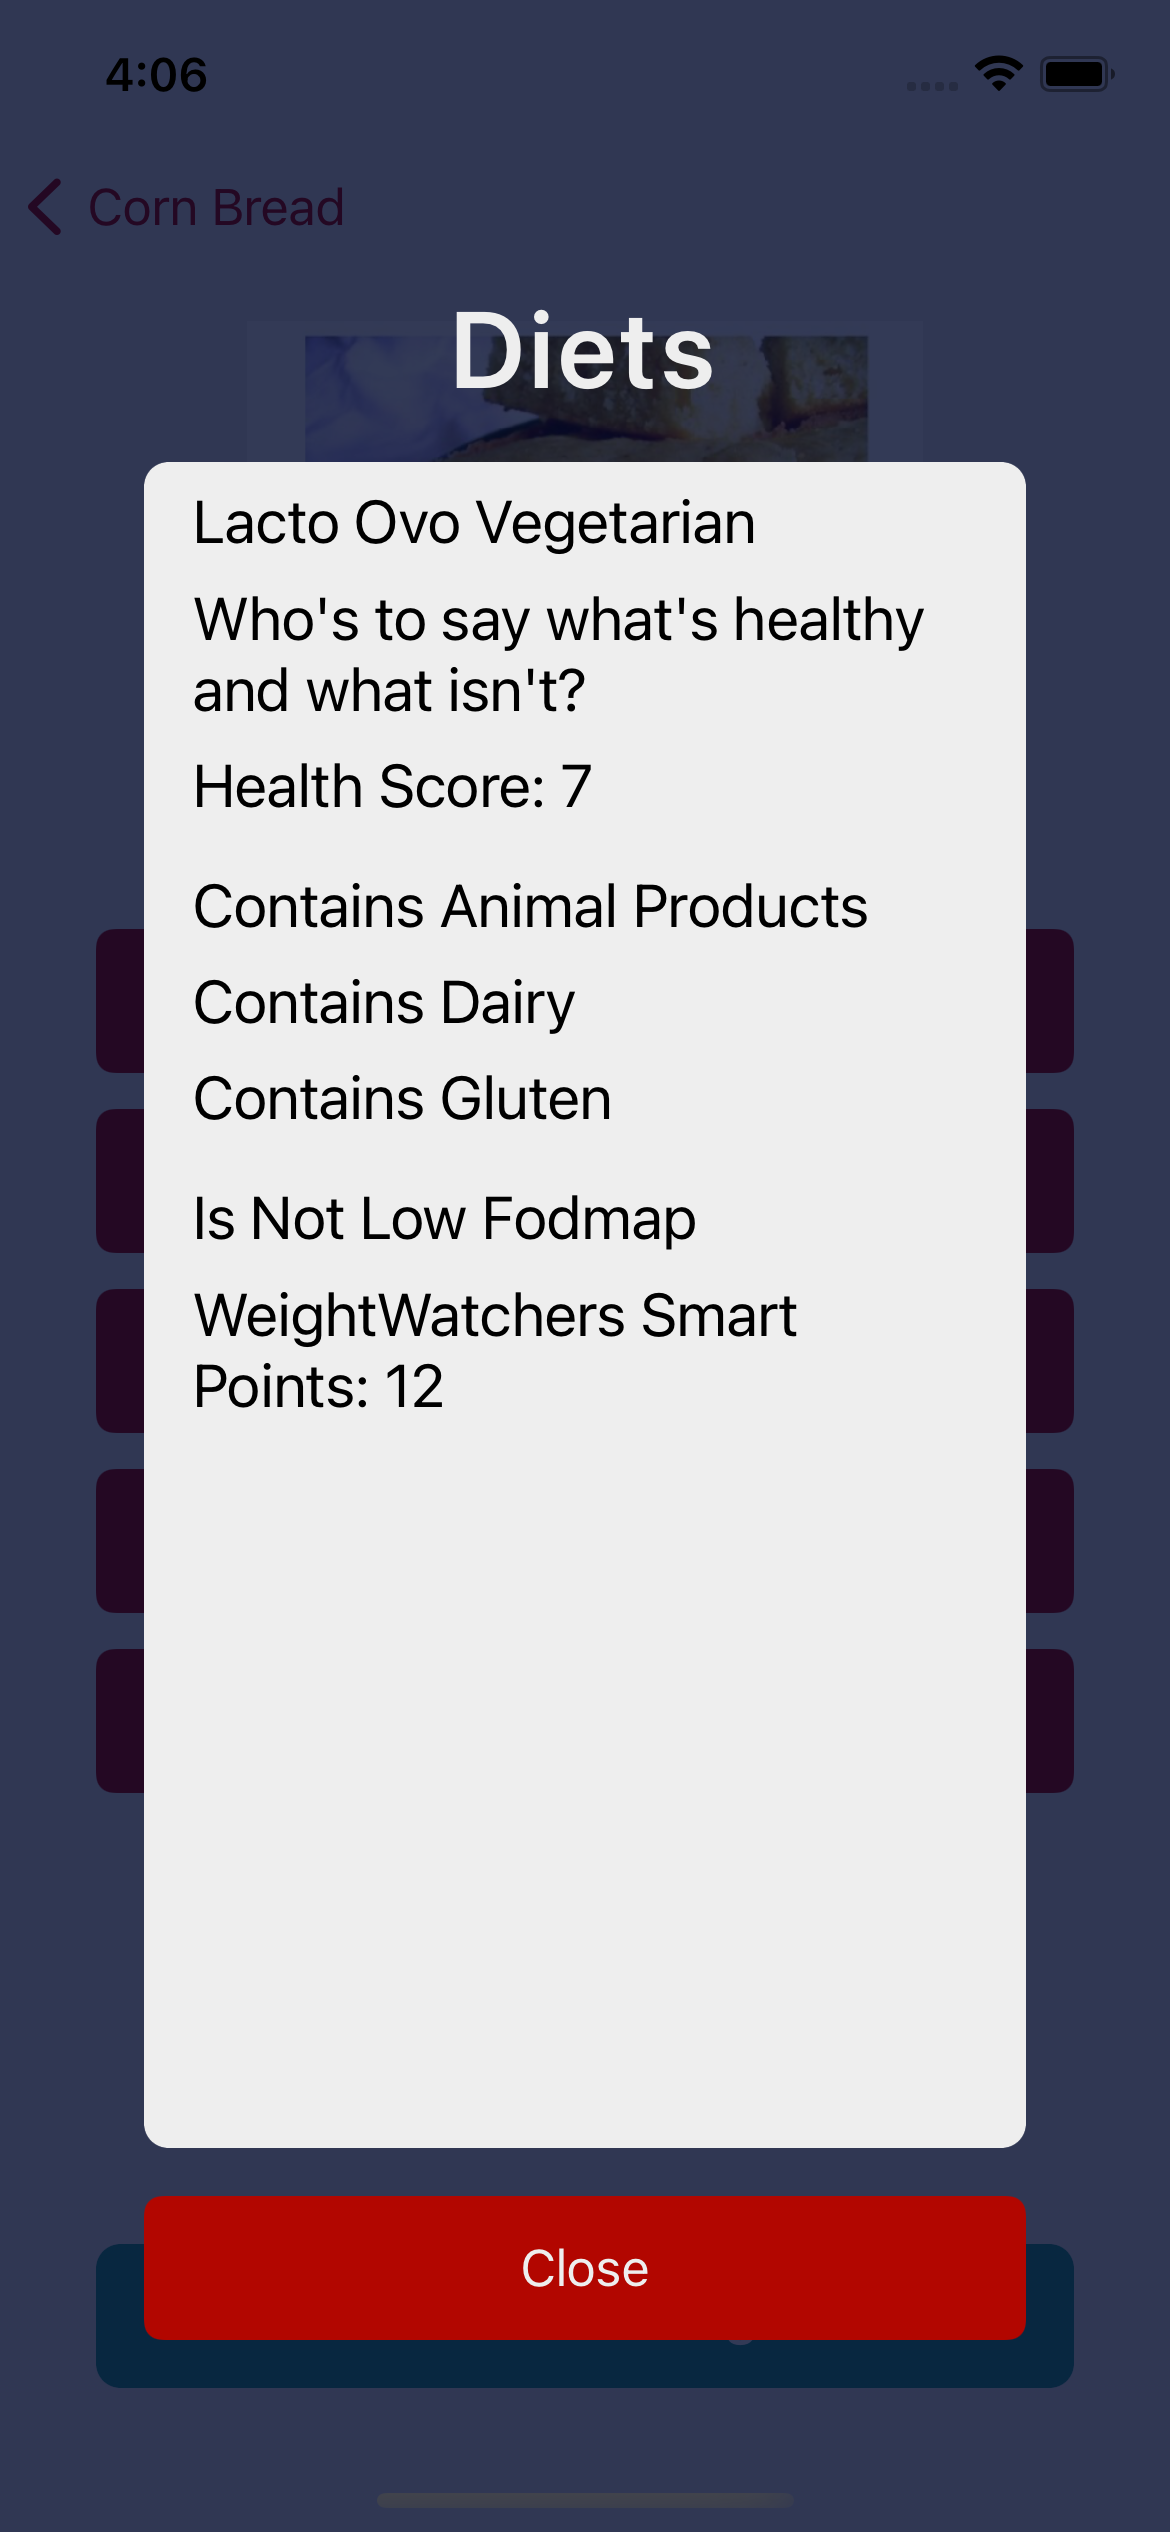 4:06
Corn Bread
Diets
Lacto Ovo Vegetarian
Who's to say what's healthy
and what isn't?
Health Score: 7
Contains Animal Products
Contains Dairy
Contains Gluten
Is Not Low Fodmap
WeightWatchers Smart
Points: 12
Close